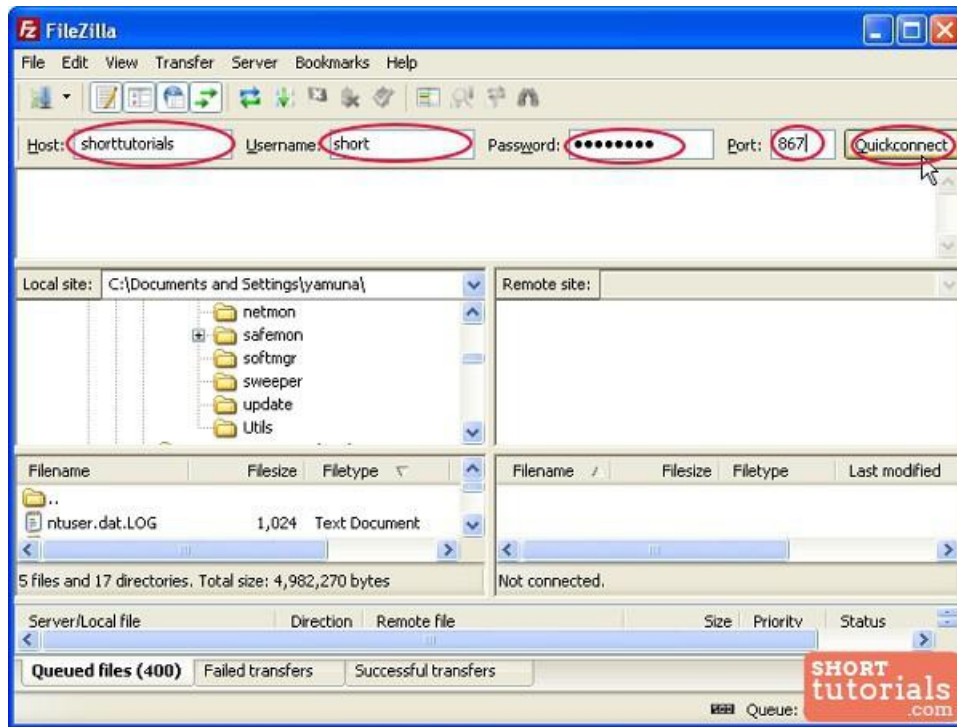 FileZilla
File Edit View Transfer Server Bookmarks Help
Host: shorttutorials Username: short Password: ●●●●●●●● Port: 867 Quickconnect
Local site: C:\Documents and Settings\yamuna\ Remote site:
netmon
safemon
softmgr
sweeper
update
Utils
Filename Filesize Filetype Filename Filesize Filetype Last modified
..
ntuser.dat.LOG 1,024 Text Document
5 files and 17 directories. Total size: 4,982,270 bytes Not connected.
Server/Local file Direction Remote file Size Priority Status
Queued files (400) Failed transfers Successful transfers
Queue:
SHORT
tutorials
.com